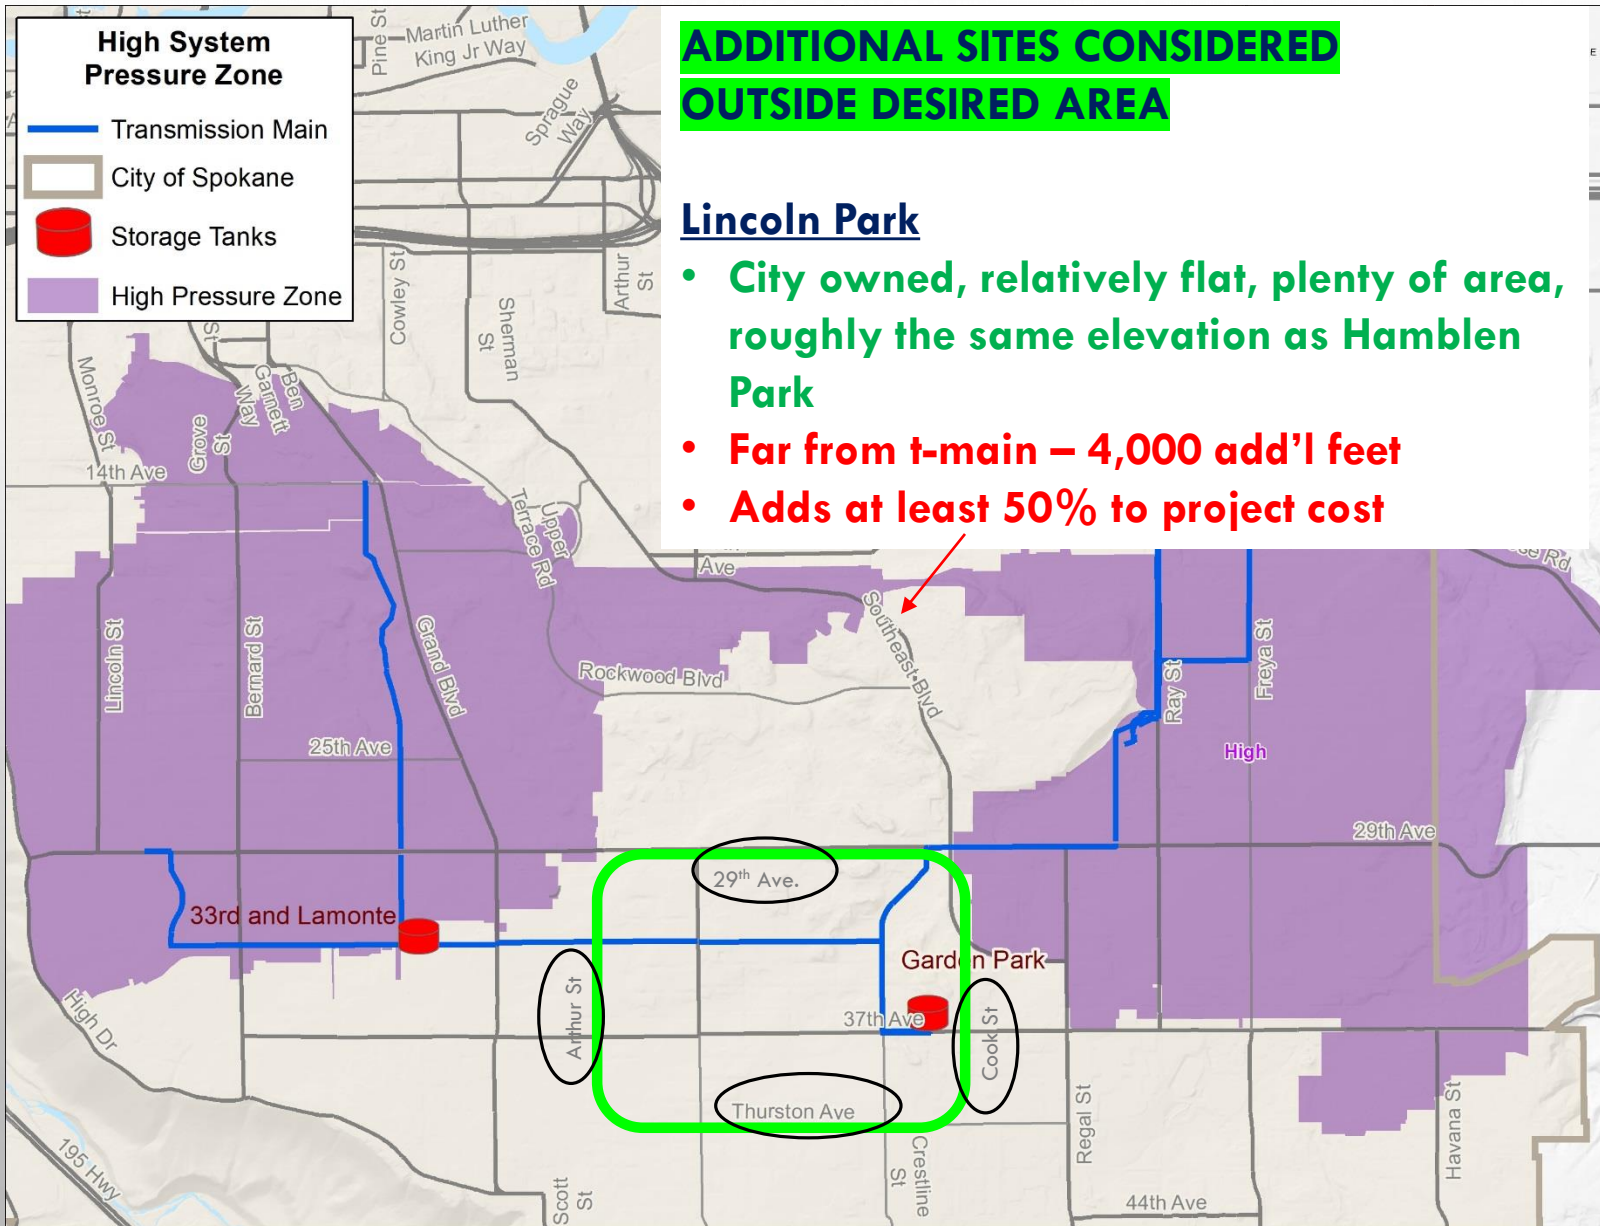 High System
Pressure Zone
Transmission Main
City of Spokane
Storage Tanks
High Pressure Zone
ADDITIONAL SITES CONSIDERED
OUTSIDE DESIRED AREA
Lincoln Park
• City owned, relatively flat, plenty of area,
roughly the same elevation as Hamblen
Park
• Far from t-main – 4,000 add’l feet
• Adds at least 50% to project cost
Pine St
Martin Luther
King Jr Way
Sprague
Way
E
Cowley St
Sherman
St
Arthur
St
St
Monroe St
Grove
St
Ben
Garnett
Way
14th Ave
Upper
Terrace Rd
Ave
Rd
Southeast Blvd
Lincoln St
Bernard St
Grand Blvd
Rockwood Blvd
Ray St
Freya St
25th Ave
High
29th Ave
29th Ave.
33rd and Lamonte
Garden Park
High Dr
Arthur St
37th Ave
Cook St
Thurston Ave
195 Hwy
Scott
St
Crestline
St
Regal St
Havana St
44th Ave